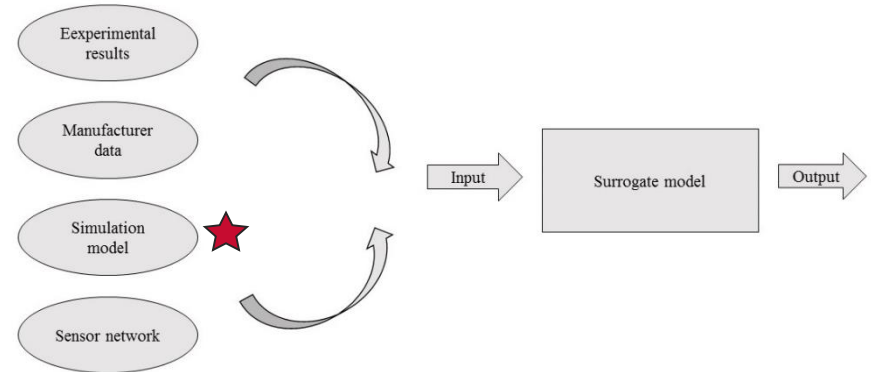 Eexperimental
results
Manufacturer
data
Simulation
model
Sensor network
Input
Surrogate model
Output